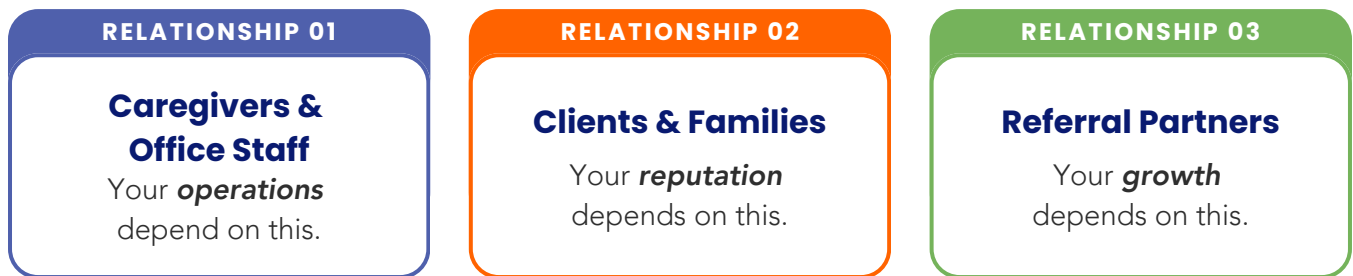 RELATIONSHIP 01
Caregivers &
Office Staff
Your operations
depend on this.
RELATIONSHIP 02
Clients & Families
Your reputation
depends on this.
RELATIONSHIP 03
Referral Partners
Your growth
depends on this.